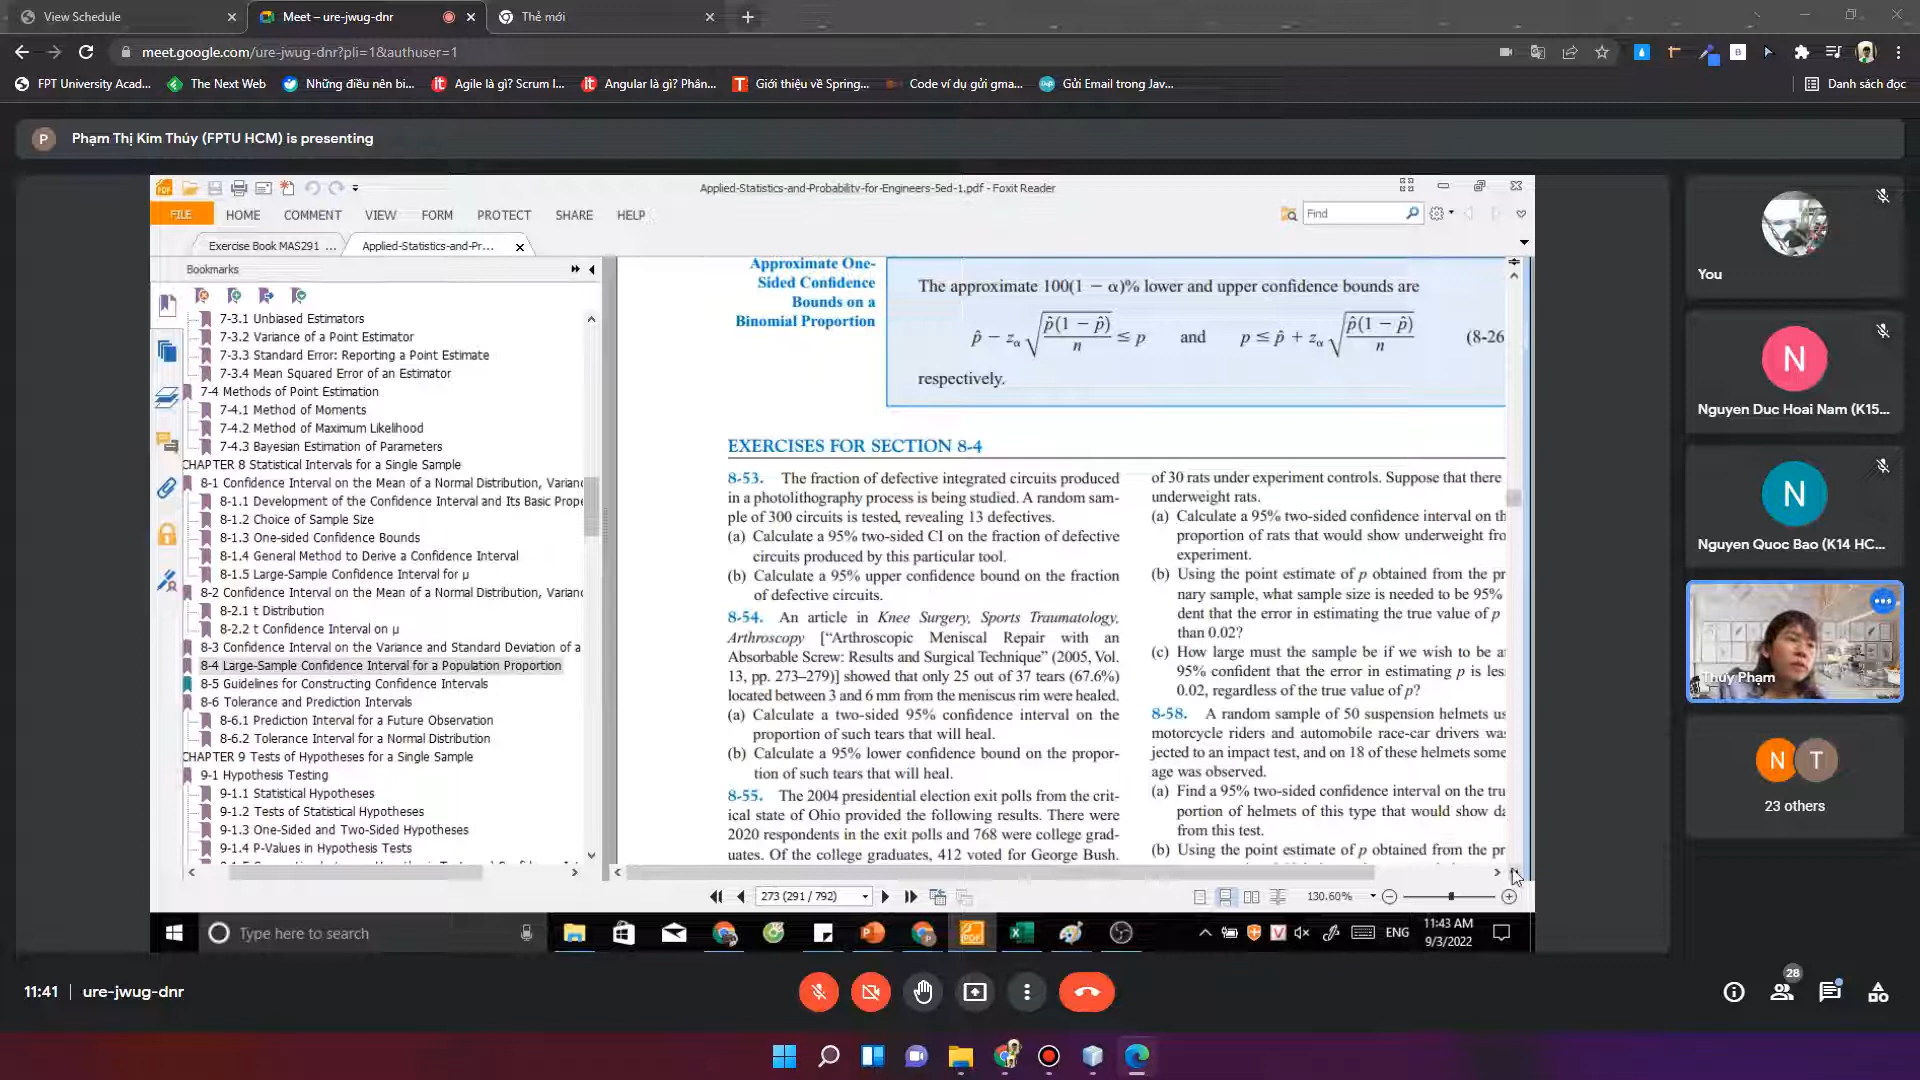 View Schedule
Meet – ure-jwug-dnr
Thẻ mới
meet.google.com/ure-jwug-dnr?pli=1&authuser=1
FPT University Acad...
The Next Web
Những điều nên bi...
Agile là gì? Scrum l...
Angular là gì? Phân...
Giới thiệu về Spring...
Code ví dụ gửi gma...
Gửi Email trong Jav...
Danh sách đọc
P
Phạm Thị Kim Thúy (FPTU HCM) is presenting
Applied-Statistics-and-Probability-for-Engineers-5ed-1.pdf - Foxit Reader
FILE HOME COMMENT VIEW FORM PROTECT SHARE HELP
Find
Exercise Book MAS291 ...
Applied-Statistics-and-Pr...
Bookmarks
7-3.1 Unbiased Estimators
7-3.2 Variance of a Point Estimator
7-3.3 Standard Error: Reporting a Point Estimate
7-3.4 Mean Squared Error of an Estimator
7-4 Methods of Point Estimation
7-4.1 Method of Moments
7-4.2 Method of Maximum Likelihood
7-4.3 Bayesian Estimation of Parameters
CHAPTER 8 Statistical Intervals for a Single Sample
8-1 Confidence Interval on the Mean of a Normal Distribution, Varianc
8-1.1 Development of the Confidence Interval and Its Basic Prope
8-1.2 Choice of Sample Size
8-1.3 One-sided Confidence Bounds
8-1.4 General Method to Derive a Confidence Interval
8-1.5 Large-Sample Confidence Interval for µ
8-2 Confidence Interval on the Mean of a Normal Distribution, Varianc
8-2.1 t Distribution
8-2.2 t Confidence Interval on µ
8-3 Confidence Interval on the Variance and Standard Deviation of a
8-4 Large-Sample Confidence Interval for a Population Proportion
8-5 Guidelines for Constructing Confidence Intervals
8-6 Tolerance and Prediction Intervals
8-6.1 Prediction Interval for a Future Observation
8-6.2 Tolerance Interval for a Normal Distribution
CHAPTER 9 Tests of Hypotheses for a Single Sample
9-1 Hypothesis Testing
9-1.1 Statistical Hypotheses
9-1.2 Tests of Statistical Hypotheses
9-1.3 One-Sided and Two-Sided Hypotheses
9-1.4 P-Values in Hypothesis Tests
Approximate One-
Sided Confidence
Bounds on a
Binomial Proportion
The approximate 100(1 − α)% lower and upper confidence bounds are
p̂ − zα √(p̂(1 − p̂)/n) ≤ p and p ≤ p̂ + zα √(p̂(1 − p̂)/n) (8-26
respectively.
EXERCISES FOR SECTION 8-4
8-53. The fraction of defective integrated circuits produced
in a photolithography process is being studied. A random sam-
ple of 300 circuits is tested, revealing 13 defectives.
(a) Calculate a 95% two-sided CI on the fraction of defective
circuits produced by this particular tool.
(b) Calculate a 95% upper confidence bound on the fraction
of defective circuits.
8-54. An article in Knee Surgery, Sports Traumatology,
Arthroscopy [“Arthroscopic Meniscal Repair with an
Absorbable Screw: Results and Surgical Technique” (2005, Vol.
13, pp. 273–279)] showed that only 25 out of 37 tears (67.6%)
located between 3 and 6 mm from the meniscus rim were healed.
(a) Calculate a two-sided 95% confidence interval on the
proportion of such tears that will heal.
(b) Calculate a 95% lower confidence bound on the propor-
tion of such tears that will heal.
8-55. The 2004 presidential election exit polls from the crit-
ical state of Ohio provided the following results. There were
2020 respondents in the exit polls and 768 were college grad-
uates. Of the college graduates, 412 voted for George Bush.
of 30 rats under experiment controls. Suppose that there
underweight rats.
(a) Calculate a 95% two-sided confidence interval on th
proportion of rats that would show underweight fro
experiment.
(b) Using the point estimate of p obtained from the pr
nary sample, what sample size is needed to be 95%
dent that the error in estimating the true value of p
than 0.02?
(c) How large must the sample be if we wish to be a
95% confident that the error in estimating p is les
0.02, regardless of the true value of p?
8-58. A random sample of 50 suspension helmets us
motorcycle riders and automobile race-car drivers was
jected to an impact test, and on 18 of these helmets some
age was observed.
(a) Find a 95% two-sided confidence interval on the tru
portion of helmets of this type that would show da
from this test.
(b) Using the point estimate of p obtained from the pr
273 (291 / 792)
130.60%
Type here to search
ENG
11:43 AM
9/3/2022
You
N
Nguyen Duc Hoai Nam (K15...
N
Nguyen Quoc Bao (K14 HC...
Thuy Phạm
N T
23 others
11:41 | ure-jwug-dnr
28